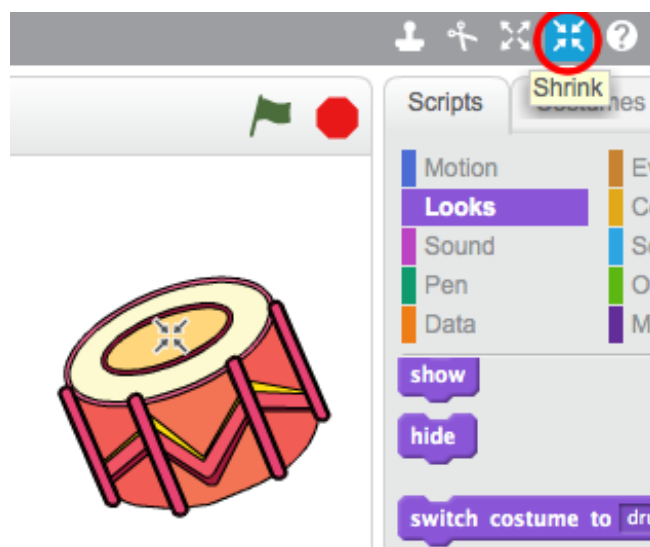 Shrink
Scripts
Motion
Looks
Sound
Pen
Data
show
hide
switch costume to